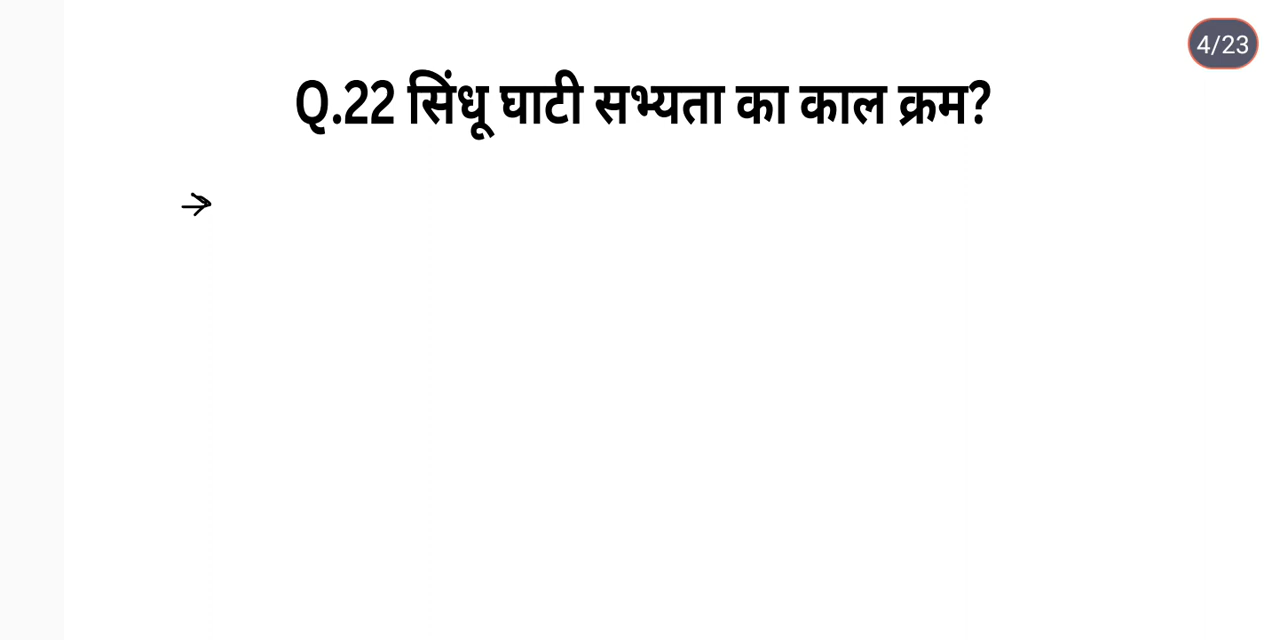 4/23
Q.22 सिंधू घाटी सभ्यता का काल क्रम?
→